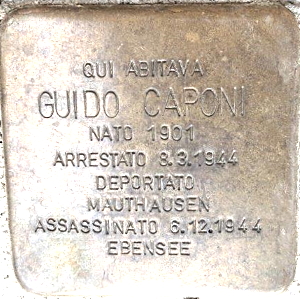 QUI ABITAVA
GUIDO CAPONI
NATO 1901
ARRESTATO 8.3.1944
DEPORTATO
MAUTHAUSEN
ASSASSINATO 6.12.1944
EBENSEE